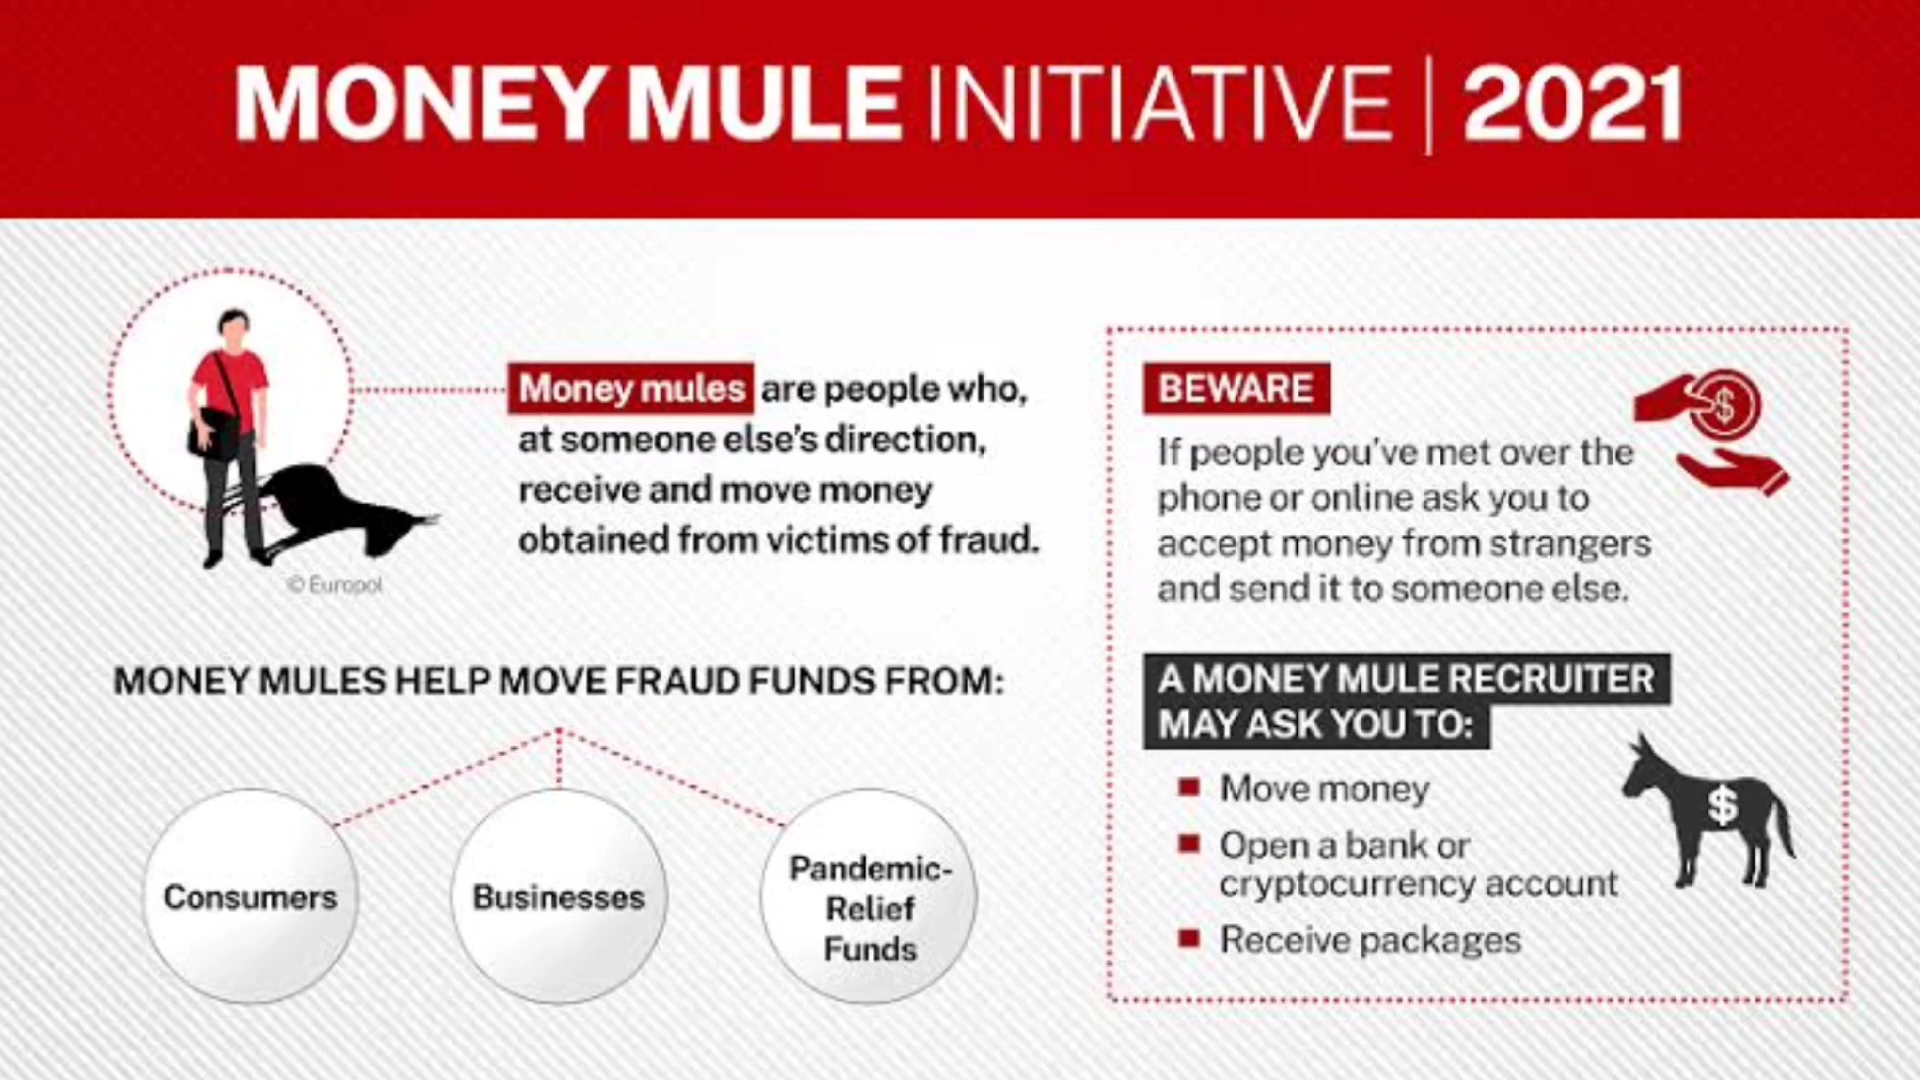 MONEY MULE INITIATIVE | 2021
Money mules are people who,
at someone else's direction,
receive and move money
obtained from victims of fraud.
© Europol
MONEY MULES HELP MOVE FRAUD FUNDS FROM:
Consumers
Businesses
Pandemic-
Relief
Funds
BEWARE
If people you've met over the
phone or online ask you to
accept money from strangers
and send it to someone else.
$
A MONEY MULE RECRUITER
MAY ASK YOU TO:
Move money
Open a bank or
cryptocurrency account
Receive packages
$